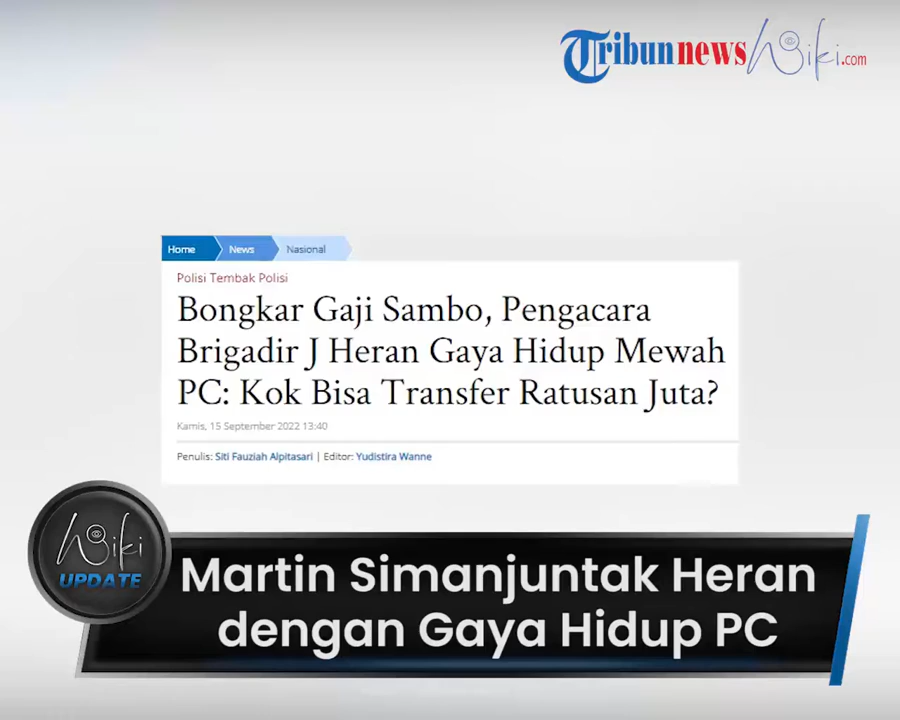 Tribunnews Wiki.com
Home News Nasional
Polisi Tembak Polisi
Bongkar Gaji Sambo, Pengacara
Brigadir J Heran Gaya Hidup Mewah
PC: Kok Bisa Transfer Ratusan Juta?
Kamis, 15 September 2022 13:40
Penulis: Siti Fauziah Alpitasari | Editor: Yudistira Wanne
Wiki
UPDATE
Martin Simanjuntak Heran
dengan Gaya Hidup PC